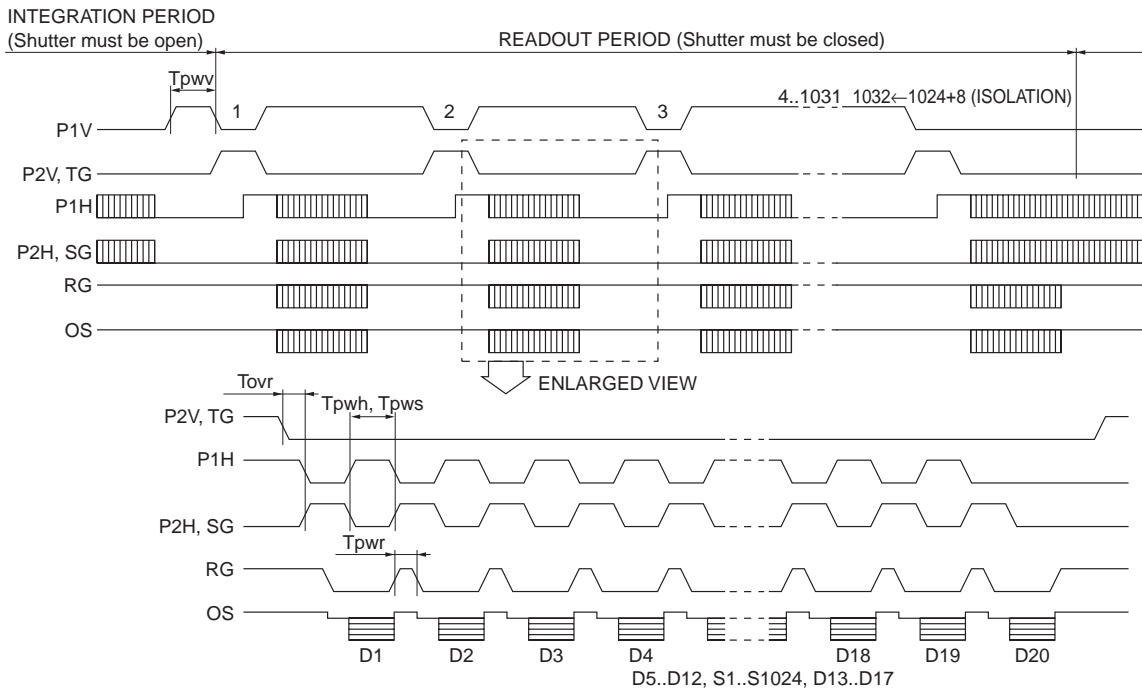 INTEGRATION PERIOD
(Shutter must be open)
READOUT PERIOD (Shutter must be closed)
Tpwv
1
2
3
4..1031 1032←1024+8 (ISOLATION)
P1V
P2V, TG
P1H
P2H, SG
RG
OS
ENLARGED VIEW
Tovr
Tpwh, Tpws
P2V, TG
P1H
P2H, SG
Tpwr
RG
OS
D1 D2 D3 D4 D18 D19 D20
D5..D12, S1..S1024, D13..D17